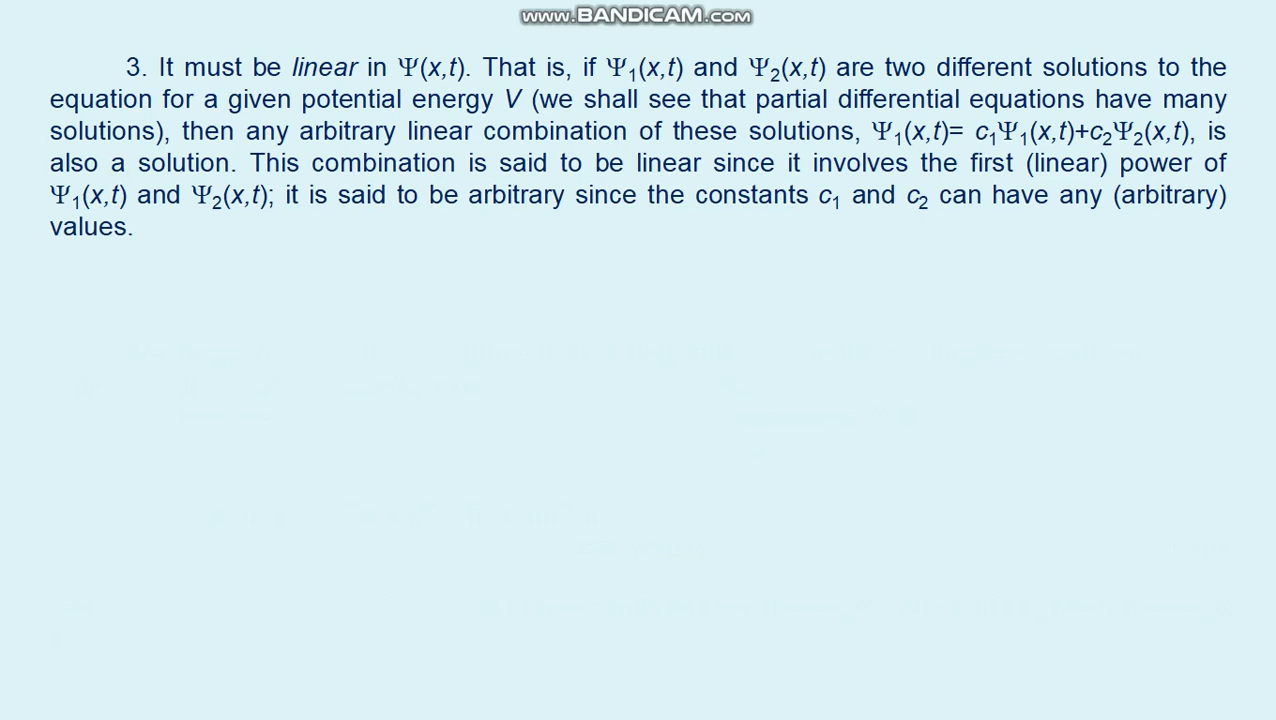 www.BANDICAM.com
3. It must be linear in Ψ(x,t). That is, if Ψ₁(x,t) and Ψ₂(x,t) are two different solutions to the
equation for a given potential energy V (we shall see that partial differential equations have many
solutions), then any arbitrary linear combination of these solutions, Ψ₁(x,t)= c₁Ψ₁(x,t)+c₂Ψ₂(x,t), is
also a solution. This combination is said to be linear since it involves the first (linear) power of
Ψ₁(x,t) and Ψ₂(x,t); it is said to be arbitrary since the constants c₁ and c₂ can have any (arbitrary)
values.